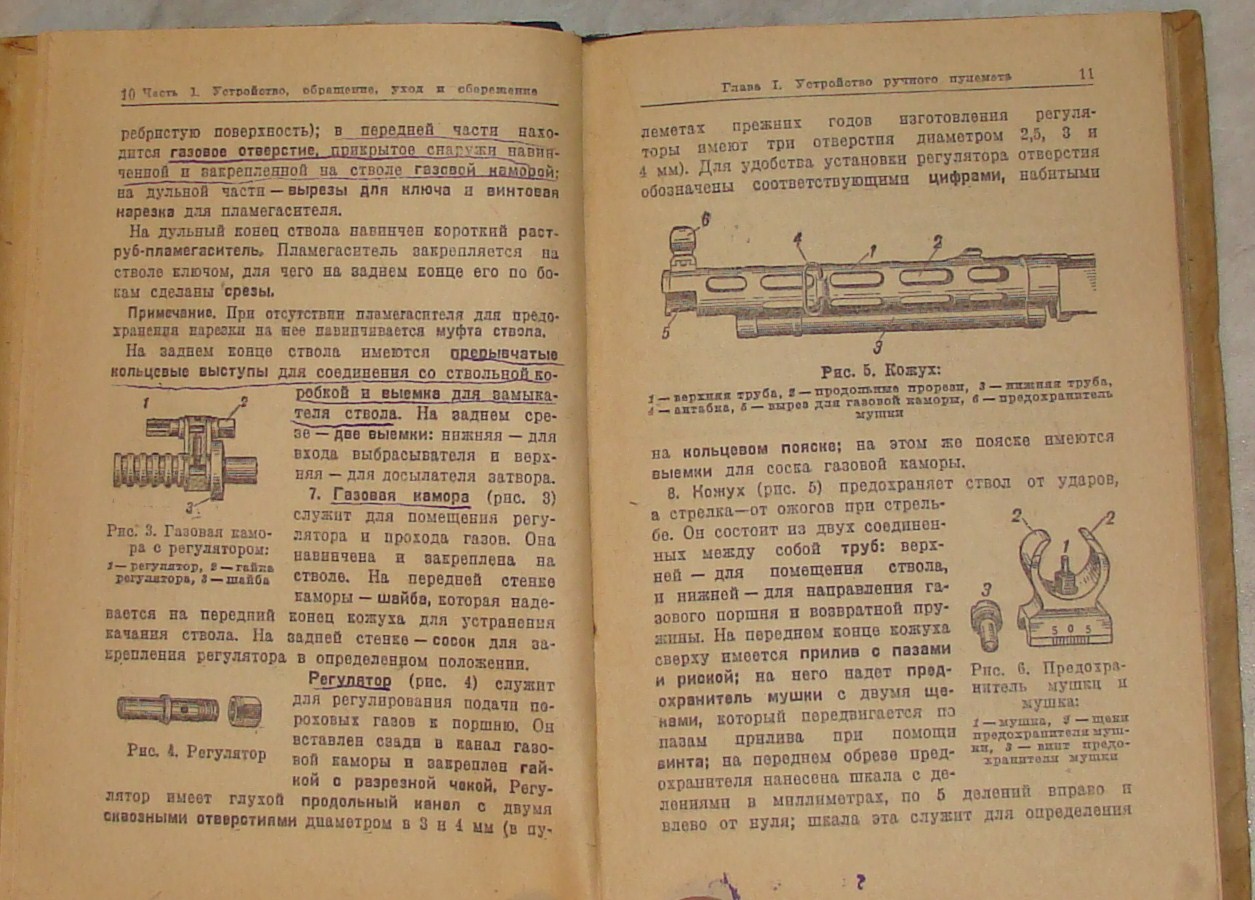 10 Часть 1. Устройство, обращение, уход и сбережение
ребристую поверхность); в передней части нахо-
дится газовое отверстие, прикрытое снаружи навин-
ченной и закрепленной на стволе газовой каморой;
на дульной части — вырезы для ключа и винтовая
нарезка для пламегасителя.
На дульный конец ствола навинчен короткий раст-
руб-пламегаситель. Пламегаситель закрепляется на
стволе ключом, для чего на заднем конце его по бо-
кам сделаны срезы.
Примечание. При отсутствии пламегасителя для предо-
хранения нарезки на нее навинчивается муфта ствола.
На заднем конце ствола имеются прерывчатые
кольцевые выступы для соединения со ствольной ко-
робкой и выемка для замыка-
теля ствола. На заднем сре-
зе — две выемки: нижняя — для
входа выбрасывателя и верх-
няя — для досылателя затвора.
1 2
3
Рис. 3. Газовая камо-
ра с регулятором:
1 — регулятор, 2 — гайка
регулятора, 3 — шайба
7. Газовая камора (рис. 3)
служит для помещения регу-
лятора и прохода газов. Она
навинчена и закреплена на
стволе. На передней стенке
каморы — шайба, которая наде-
вается на передний конец кожуха для устранения
качания ствола. На задней стенке — сосок для за-
крепления регулятора в определенном положении.
Регулятор (рис. 4) служит
для регулирования подачи по-
роховых газов к поршню. Он
вставлен сзади в канал газо-
вой каморы и закреплен гай-
кой с разрезной чекой. Регу-
Рис. 4. Регулятор
лятор имеет глухой продольный канал с двумя
сквозными отверстиями диаметром в 3 и 4 мм (в пу-
Глава I. Устройство ручного пулемета 11
леметах прежних годов изготовления регуля-
торы имеют три отверстия диаметром 2,5, 3 и
4 мм). Для удобства установки регулятора отверстия
обозначены соответствующими цифрами, набитыми
6
4 1 2
5
3
Рис. 5. Кожух:
1 — верхняя труба, 2 — продольные прорези, 3 — нижняя труба,
4 — антабка, 5 — вырез для газовой каморы, 6 — предохранитель
мушки
на кольцевом пояске; на этом же пояске имеются
выемки для соска газовой каморы.
8. Кожух (рис. 5) предохраняет ствол от ударов,
а стрелка—от ожогов при стрель-
бе. Он состоит из двух соединен-
ных между собой труб: верх-
ней — для помещения ствола,
и нижней — для направления га-
зового поршня и возвратной пру-
жины. На переднем конце кожуха
сверху имеется прилив с пазами
и риской; на него надет пред-
охранитель мушки с двумя ще-
ками, который передвигается по
пазам прилива при помощи
винта; на переднем обрезе пред-
охранителя нанесена шкала с де-
лениями в миллиметрах, по 5 делений вправо и
влево от нуля; шкала эта служит для определения
2 2
1
3
5 0 5
Рис. 6. Предохра-
нитель мушки и
мушка:
1 — мушка, 2 — щеки
предохранителя муш-
ки, 3 — винт предо-
хранителя мушки